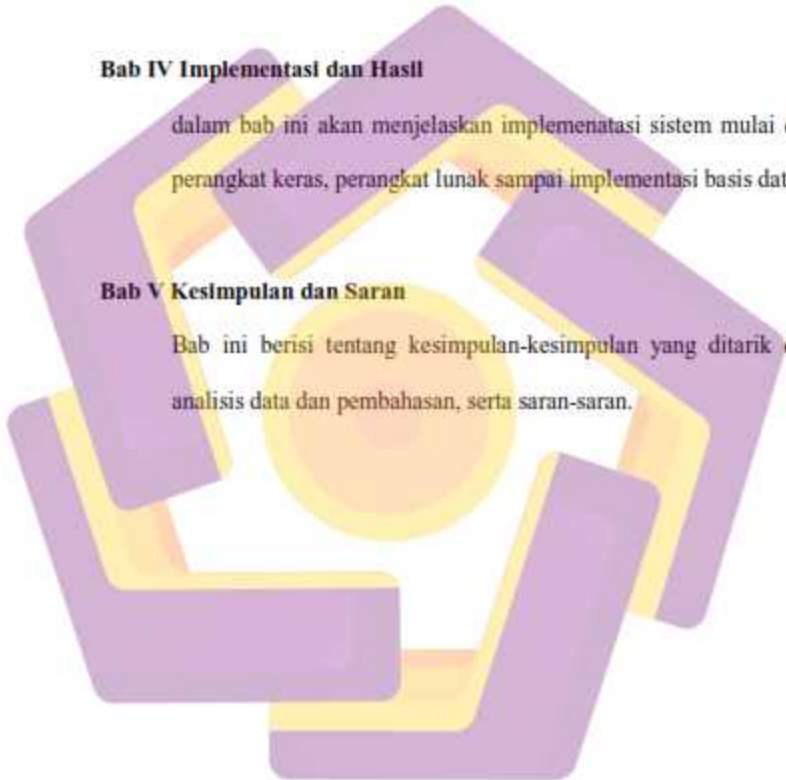 Bab IV Implementasi dan Hasil
dalam bab ini akan menjelaskan implemenatasi sistem mulai
perangkat keras, perangkat lunak sampai implementasi basis
Bab V Kesimpulan dan Saran
Bab ini berisi tentang kesimpulan-kesimpulan yang ditarik
analisis data dan pembahasan, serta saran-saran.